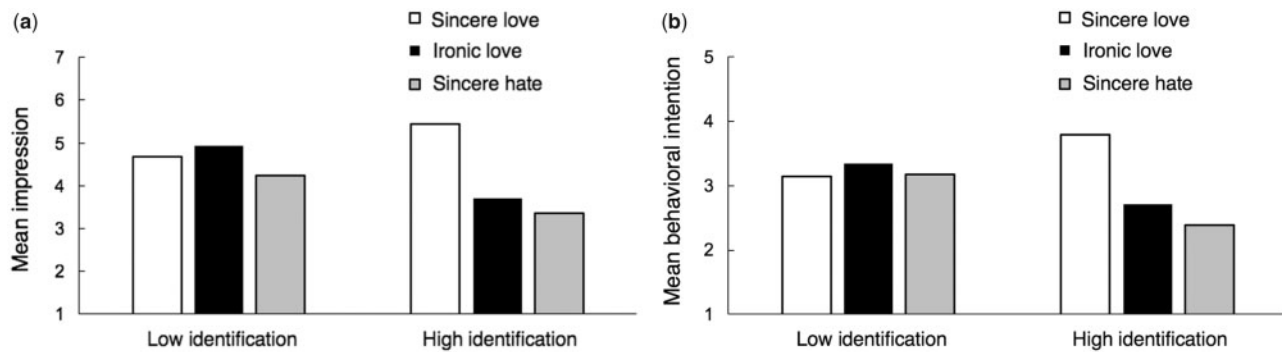 (a)
Sincere love
Ironic love
Sincere hate
7
6
5
4
3
2
1
Mean impression
Low identification
High identification
(b)
Sincere love
Ironic love
Sincere hate
5
4
3
2
1
Mean behavioral intention
Low identification
High identification